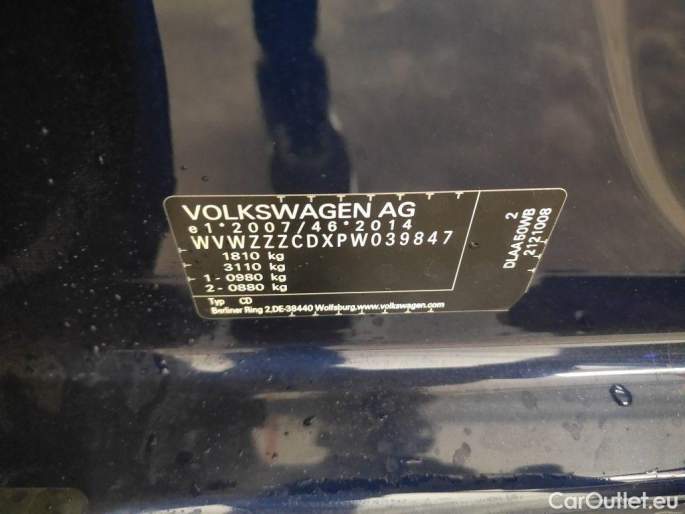 VOLKSWAGEN AG
e1*2007/46*2014
WVWZZZCDXPW039847
1810 kg
3110 kg
1-0980 kg
2-0880 kg
Typ CD
Berliner Ring 2,DE-38440 Wolfsburg,www.volkswagen.com
2
DLAA50WB
2121008
CarOutlet.eu